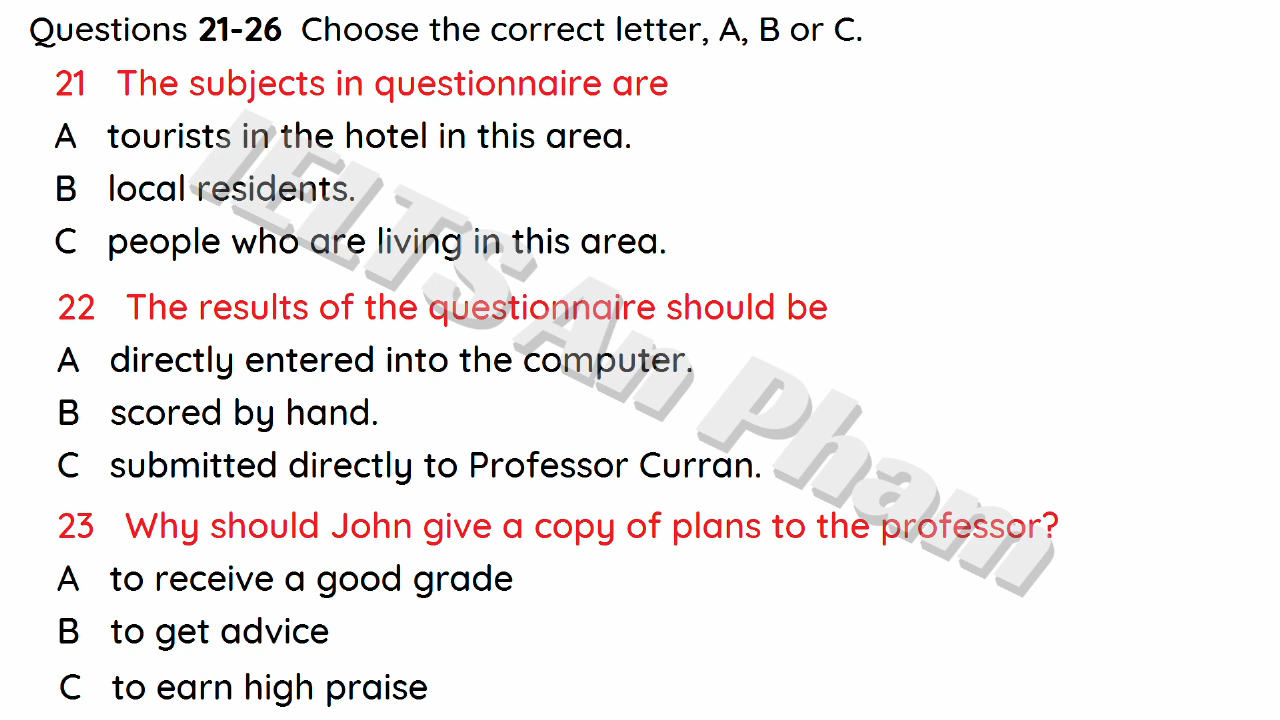 Questions 21-26 Choose the correct letter, A, B or C.
21 The subjects in questionnaire are
A tourists in the hotel in this area.
B local residents.
C people who are living in this area.
22 The results of the questionnaire should be
A directly entered into the computer.
B scored by hand.
C submitted directly to Professor Curran.
23 Why should John give a copy of plans to the professor?
A to receive a good grade
B to get advice
C to earn high praise
IELTS An Pham